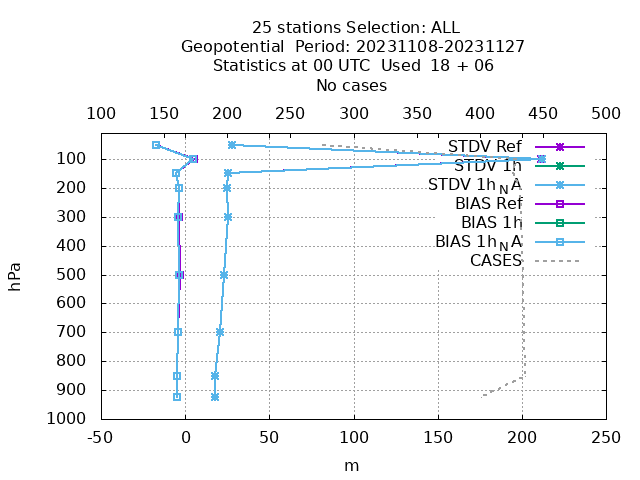 25 stations Selection: ALL
Geopotential  Period: 20231108-20231127
Statistics at 00 UTC  Used  18 + 06
No cases
100 150 200 250 300 350 400 450 500
STDV Ref
STDV 1h
STDV 1h_N A
BIAS Ref
BIAS 1h
BIAS 1h_N A
CASES
hPa
100
200
300
400
500
600
700
800
900
1000
-50 0 50 100 150 200 250
m